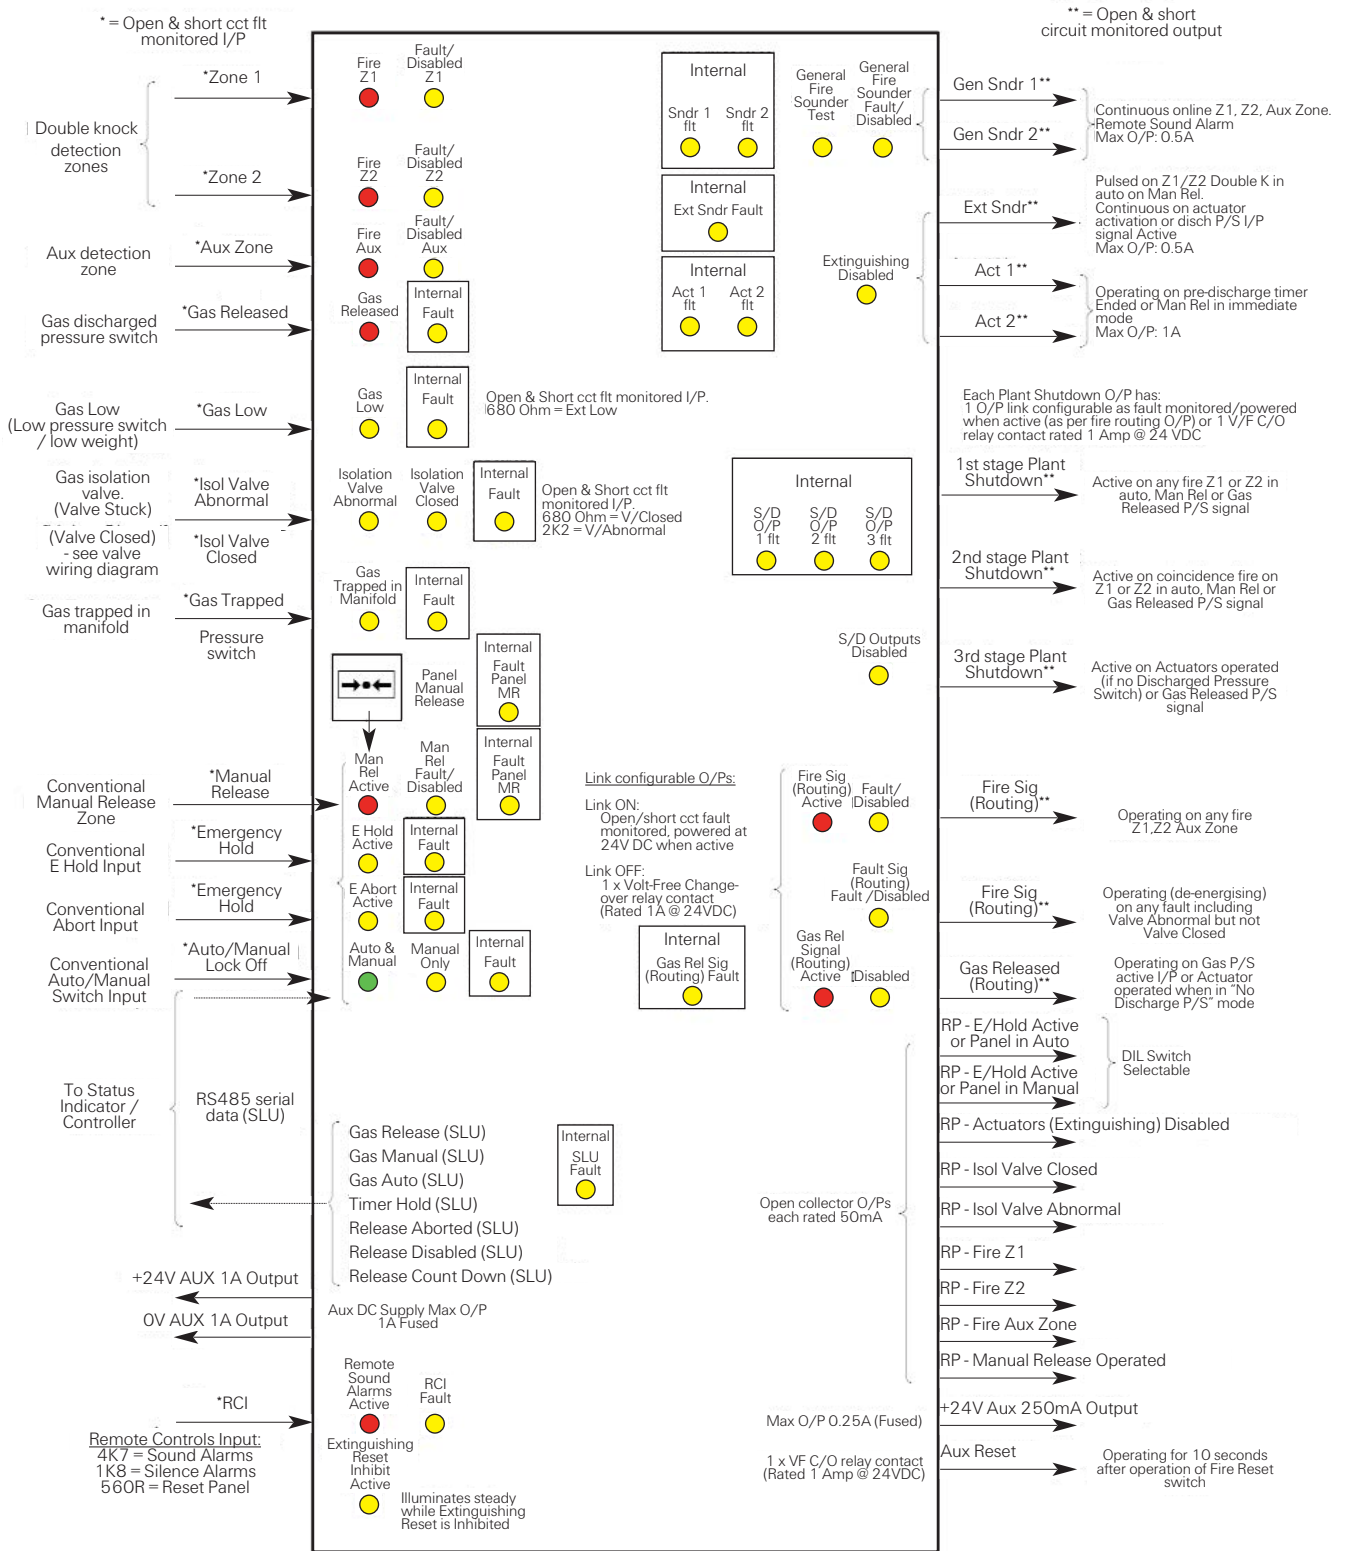 * = Open & short cct flt
monitored I/P
** = Open & short
circuit monitored output
Double knock
detection
zones
*Zone 1
*Zone 2
Fire
Z1
Fault/
Disabled
Z1
Fire
Z2
Fault/
Disabled
Z2
Aux detection
zone
*Aux Zone
Fire
Aux
Fault/
Disabled
Aux
Gas discharged
pressure switch
*Gas Released
Gas
Released
Internal
Fault
Gas Low
(Low pressure switch
/ low weight)
*Gas Low
Gas
Low
Internal
Fault
Open & Short cct flt monitored I/P.
680 Ohm = Ext Low
Gas isolation
valve.
(Valve Stuck)
(Valve Closed)
- see valve
wiring diagram
*Isol Valve
Abnormal
*Isol Valve
Closed
Isolation
Valve
Abnormal
Isolation
Valve
Closed
Internal
Fault
Open & Short cct flt
monitored I/P.
680 Ohm = V/Closed
2K2 = V/Abnormal
Gas trapped in
manifold
*Gas Trapped
Pressure
switch
Gas
Trapped in
Manifold
Internal
Fault
Panel
Manual
Release
Internal
Fault
Panel
MR
Conventional
Manual Release
Zone
*Manual
Release
Man
Rel
Active
Man
Rel
Fault/
Disabled
Internal
Fault
Panel
MR
Conventional
E Hold Input
*Emergency
Hold
E Hold
Active
Internal
Fault
Conventional
Abort Input
*Emergency
Hold
E Abort
Active
Internal
Fault
Conventional
Auto/Manual
Switch Input
*Auto/Manual
Lock Off
Auto &
Manual
Manual
Only
Internal
Fault
To Status
Indicator /
Controller
RS485 serial
data (SLU)
Gas Release (SLU)
Gas Manual (SLU)
Gas Auto (SLU)
Timer Hold (SLU)
Release Aborted (SLU)
Release Disabled (SLU)
Release Count Down (SLU)
Internal
SLU
Fault
+24V AUX 1A Output
0V AUX 1A Output
Aux DC Supply Max O/P
1A Fused
*RCI
Remote Controls Input:
4K7 = Sound Alarms
1K8 = Silence Alarms
560R = Reset Panel
Remote
Sound
Alarms
Active
RCI
Fault
Extinguishing
Reset
Inhibit
Active
Illuminates steady
while Extinguishing
Reset is Inhibited
Internal
Sndr 1
flt
Sndr 2
flt
General
Fire
Sounder
Test
General
Fire
Sounder
Fault/
Disabled
Gen Sndr 1**
Gen Sndr 2**
Continuous online Z1, Z2, Aux Zone.
Remote Sound Alarm
Max O/P: 0.5A
Internal
Ext Sndr Fault
Internal
Act 1
flt
Act 2
flt
Extinguishing
Disabled
Ext Sndr**
Pulsed on Z1/Z2 Double K in
auto on Man Rel.
Continuous on actuator
activation or disch P/S I/P
signal Active
Max O/P: 0.5A
Act 1**
Act 2**
Operating on pre-discharge timer
Ended or Man Rel in immediate
mode
Max O/P: 1A
Each Plant Shutdown O/P has:
1 O/P link configurable as fault monitored/powered
when active (as per fire routing O/P) or 1 V/F C/O
relay contact rated 1 Amp @ 24 VDC
Internal
S/D
O/P
1 flt
S/D
O/P
2 flt
S/D
O/P
3 flt
1st stage Plant
Shutdown**
Active on any fire Z1 or Z2 in
auto, Man Rel or Gas
Released P/S signal
2nd stage Plant
Shutdown**
Active on coincidence fire on
Z1 or Z2 in auto, Man Rel or
Gas Released P/S signal
S/D Outputs
Disabled
3rd stage Plant
Shutdown**
Active on Actuators operated
(if no Discharged Pressure
Switch) or Gas Released P/S
signal
Link configurable O/Ps:
Link ON:
Open/short cct fault
monitored, powered at
24V DC when active
Link OFF:
1 x Volt-Free Change-
over relay contact
(Rated 1A @ 24VDC)
Fire Sig
(Routing)
Active
Fault/
Disabled
Fire Sig
(Routing)**
Operating on any fire
Z1,Z2 Aux Zone
Fault Sig
(Routing)
Fault /Disabled
Fire Sig
(Routing)**
Operating (de-energising)
on any fault including
Valve Abnormal but not
Valve Closed
Internal
Gas Rel Sig
(Routing) Fault
Gas Rel
Signal
(Routing)
Active
Disabled
Gas Released
(Routing)**
Operating on Gas P/S
active I/P or Actuator
operated when in "No
Discharge P/S" mode
RP - E/Hold Active
or Panel in Auto
RP - E/Hold Active
or Panel in Manual
DIL Switch
Selectable
RP - Actuators (Extinguishing) Disabled
RP - Isol Valve Closed
Open collector O/Ps
each rated 50mA
RP - Isol Valve Abnormal
RP - Fire Z1
RP - Fire Z2
RP - Fire Aux Zone
RP - Manual Release Operated
Max O/P 0.25A (Fused)
+24V Aux 250mA Output
1 x VF C/O relay contact
(Rated 1 Amp @ 24VDC)
Aux Reset
Operating for 10 seconds
after operation of Fire Reset
switch